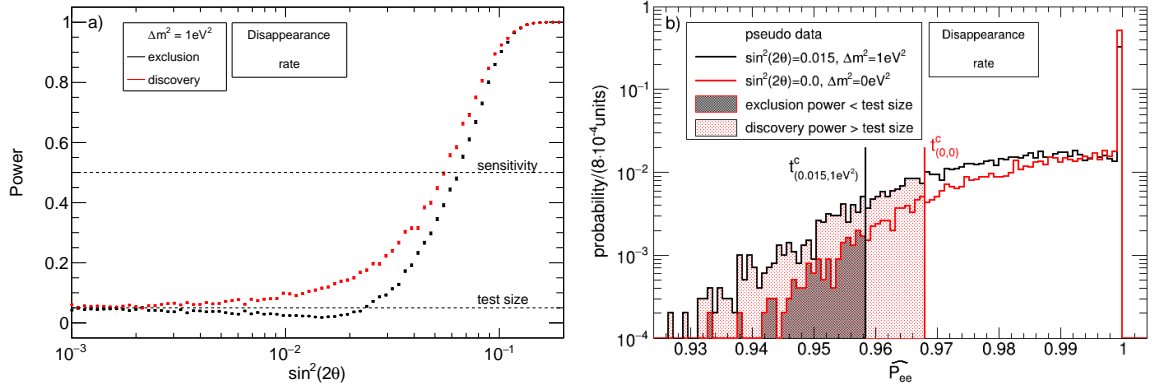 a)
Δm² = 1eV²
exclusion
discovery
Disappearance
rate
sensitivity
test size
Power
1
0.8
0.6
0.4
0.2
0
10⁻³
10⁻²
10⁻¹
sin²(2θ)
b)
pseudo data
sin²(2θ)=0.015, Δm²=1eV²
sin²(2θ)=0.0, Δm²=0eV²
exclusion power < test size
discovery power > test size
Disappearance
rate
t^c_(0.015,1eV²)
t^c_(0,0)
probability/(8·10⁻⁴units)
1
10⁻¹
10⁻²
10⁻³
10⁻⁴
0.93
0.94
0.95
0.96
0.97
0.98
0.99
1
P̂_ee